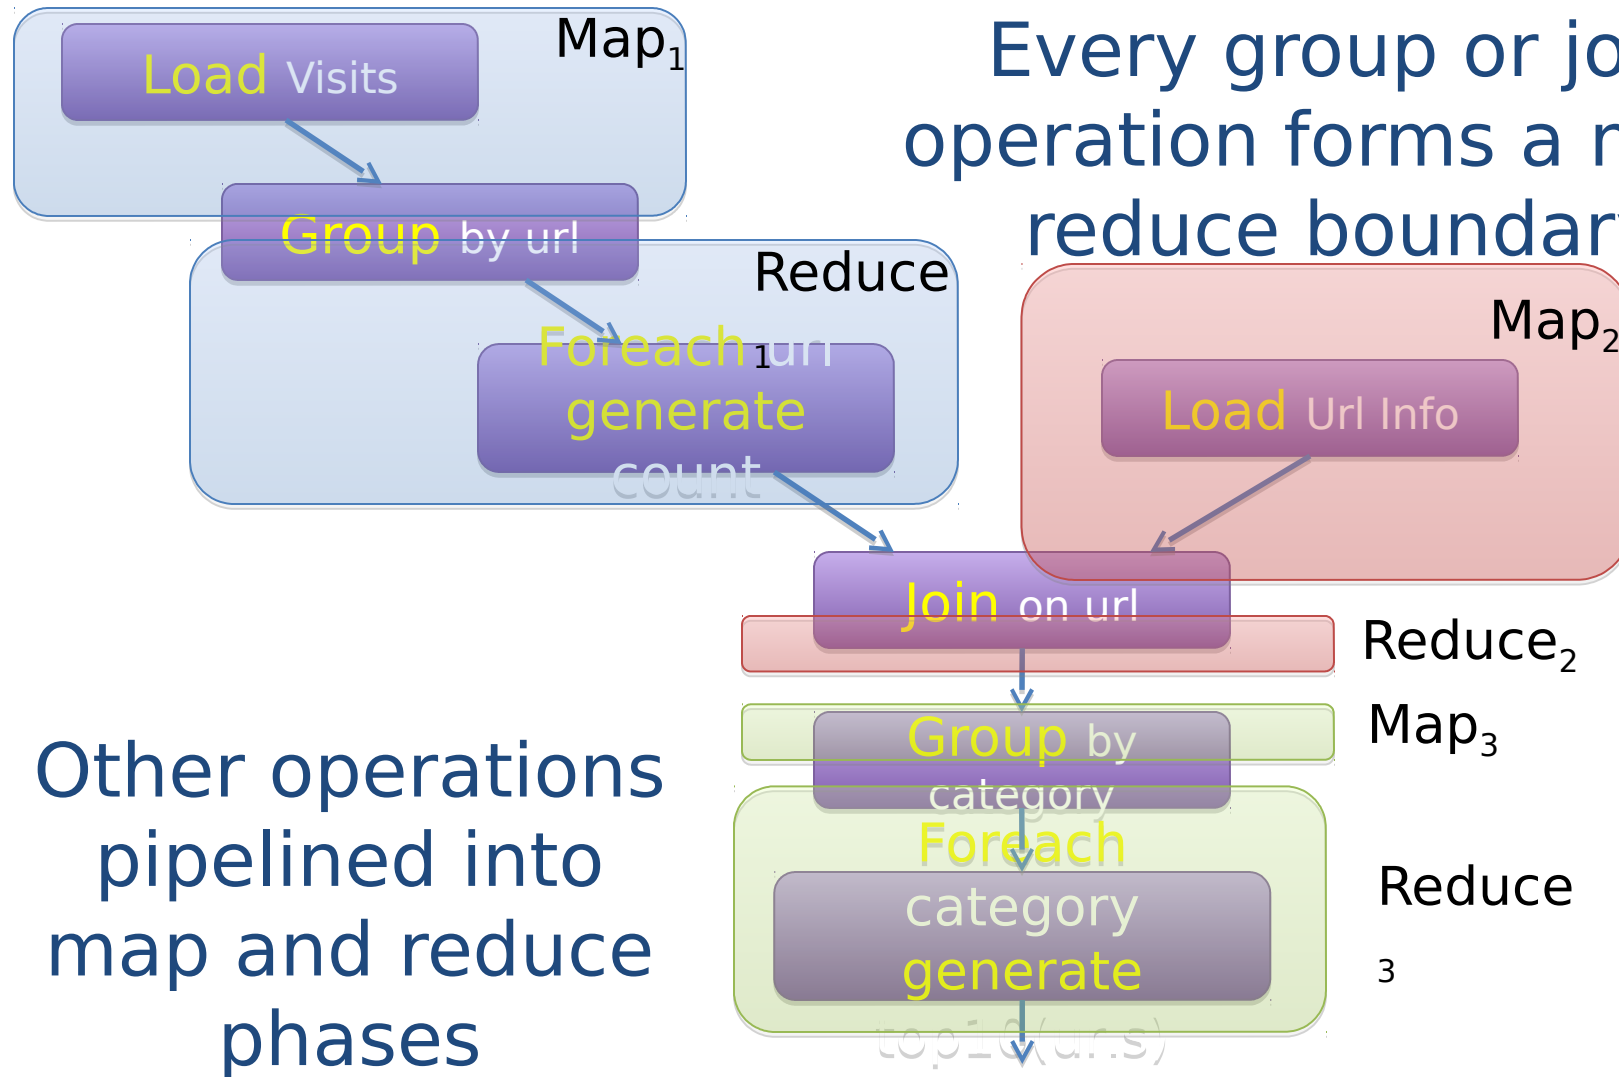 Map1
Load Visits
Every group or jo
operation forms a
reduce boundar
Group by url
Reduce
1
Foreach url
generate
count
Map2
Load Url Info
Join on url
Reduce2
Group by
category
Map3
Foreach
category
generate
top10(urls)
Reduce
3
Other operations
pipelined into
map and reduce
phases